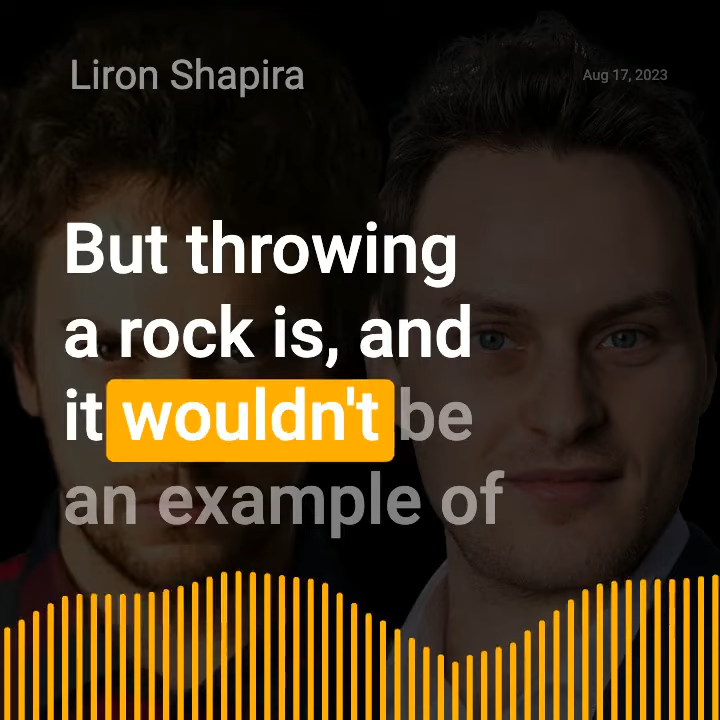 Liron Shapira
Aug 17, 2023
But throwing
a rock is, and
it wouldn't be
an example of